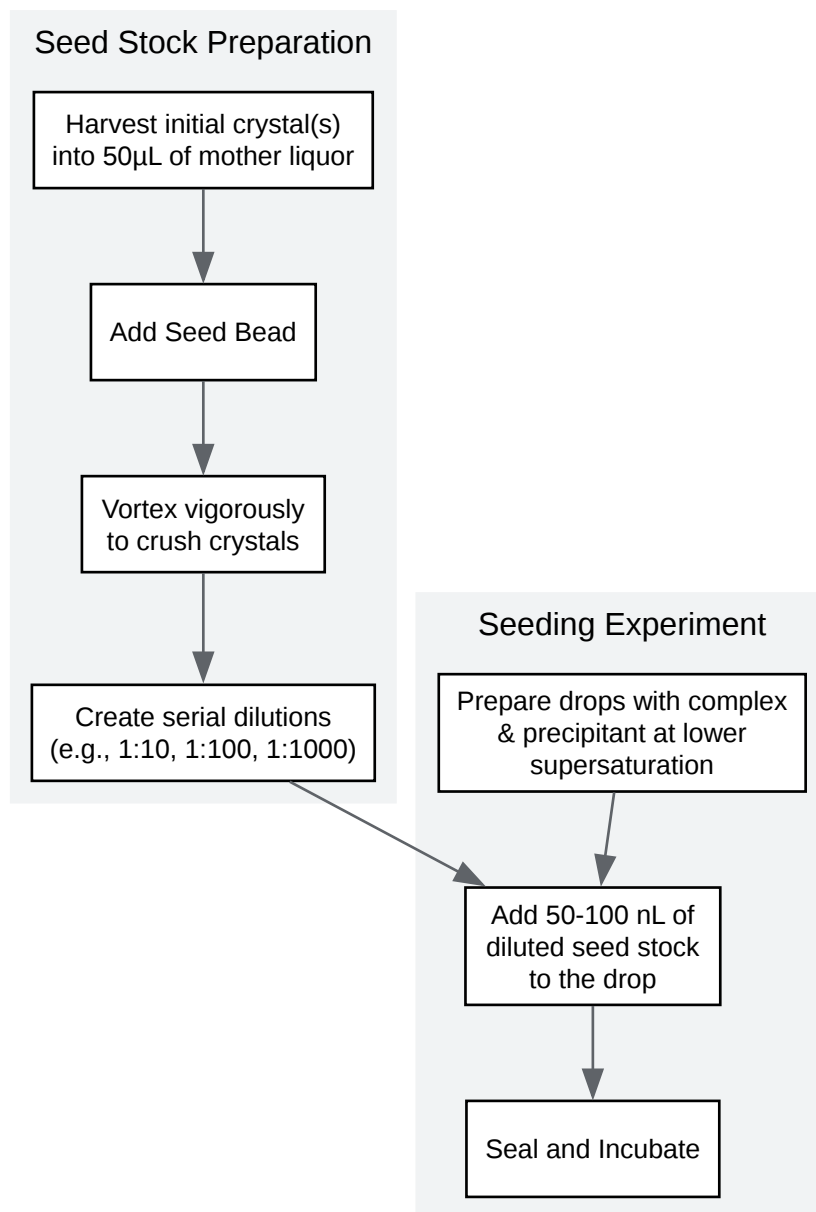 Seed Stock Preparation
Harvest initial crystal(s)
into 50µL of mother liquor
Add Seed Bead
Vortex vigorously
to crush crystals
Create serial dilutions
(e.g., 1:10, 1:100, 1:1000)
Seeding Experiment
Prepare drops with complex
& precipitant at lower
supersaturation
Add 50-100 nL of
diluted seed stock
to the drop
Seal and Incubate